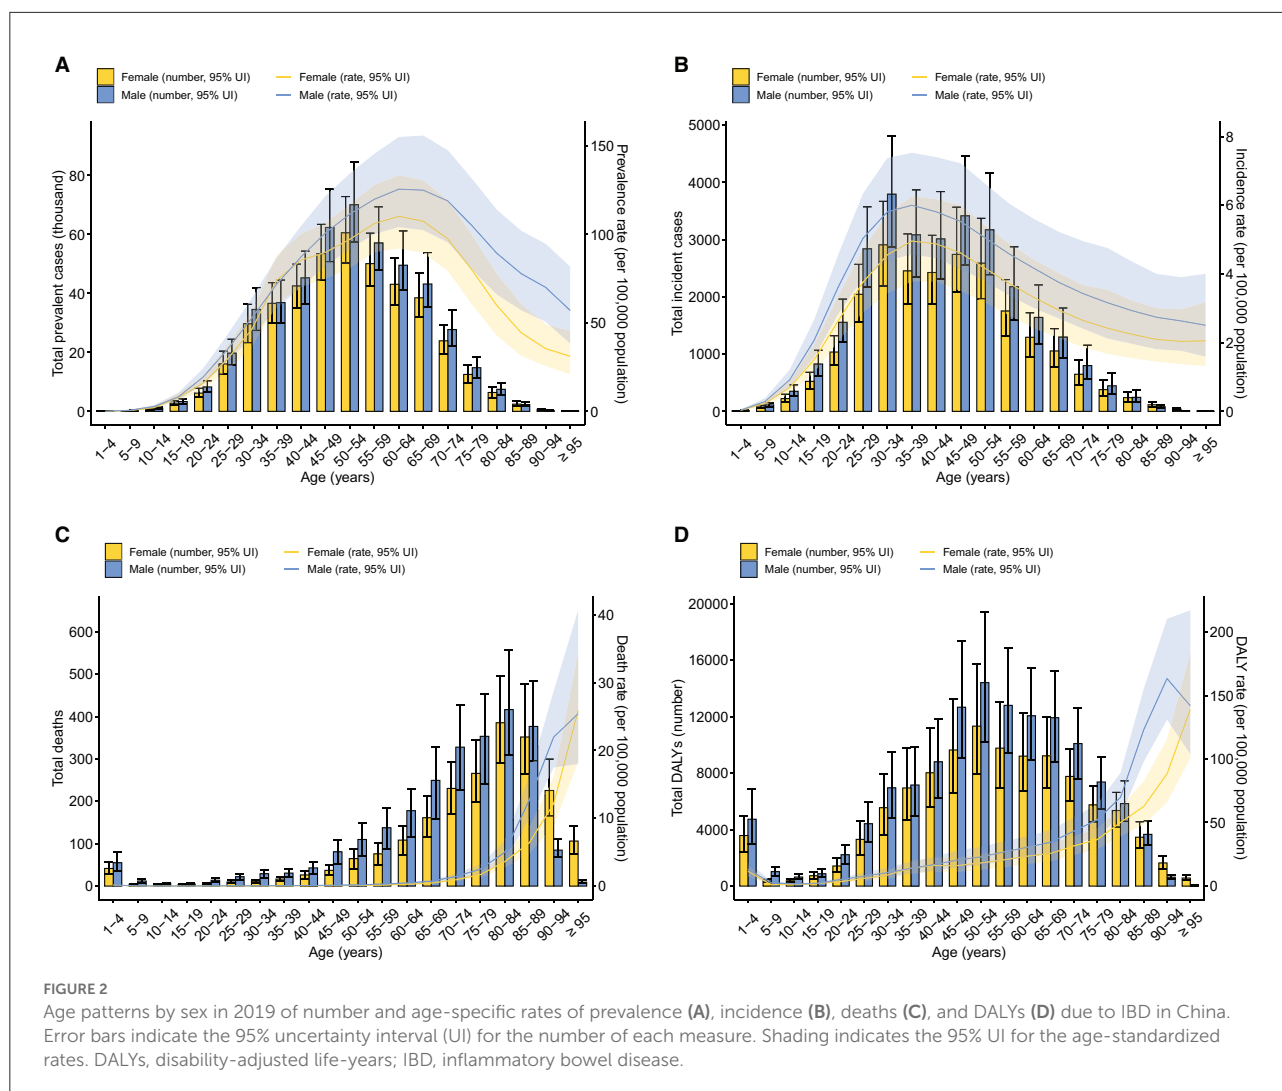 A
Female (number, 95% UI) Female (rate, 95% UI)
Male (number, 95% UI) Male (rate, 95% UI)
Total prevalent cases (thousand)
80
60
40
20
0
150
100
50
0
Prevalence rate (per 100,000 population)
1−4 5−9 10−14 15−19 20−24 25−29 30−34 35−39 40−44 45−49 50−54 55−59 60−64 65−69 70−74 75−79 80−84 85−89 90−94 ≥ 95
Age (years)
B
Female (number, 95% UI) Female (rate, 95% UI)
Male (number, 95% UI) Male (rate, 95% UI)
Total incident cases
5000
4000
3000
2000
1000
0
8
6
4
2
0
Incidence rate (per 100,000 population)
1−4 5−9 10−14 15−19 20−24 25−29 30−34 35−39 40−44 45−49 50−54 55−59 60−64 65−69 70−74 75−79 80−84 85−89 90−94 ≥ 95
Age (years)
C
Female (number, 95% UI) Female (rate, 95% UI)
Male (number, 95% UI) Male (rate, 95% UI)
Total deaths
600
500
400
300
200
100
0
40
30
20
10
0
Death rate (per 100,000 population)
1−4 5−9 10−14 15−19 20−24 25−29 30−34 35−39 40−44 45−49 50−54 55−59 60−64 65−69 70−74 75−79 80−84 85−89 90−94 ≥ 95
Age (years)
D
Female (number, 95% UI) Female (rate, 95% UI)
Male (number, 95% UI) Male (rate, 95% UI)
Total DALYs (number)
20000
16000
12000
8000
4000
0
200
150
100
50
0
DALY rate (per 100,000 population)
1−4 5−9 10−14 15−19 20−24 25−29 30−34 35−39 40−44 45−49 50−54 55−59 60−64 65−69 70−74 75−79 80−84 85−89 90−94 ≥ 95
Age (years)
FIGURE 2
Age patterns by sex in 2019 of number and age-specific rates of prevalence (A), incidence (B), deaths (C), and DALYs (D) due to IBD in China.
Error bars indicate the 95% uncertainty interval (UI) for the number of each measure. Shading indicates the 95% UI for the age-standardized
rates. DALYs, disability-adjusted life-years; IBD, inflammatory bowel disease.